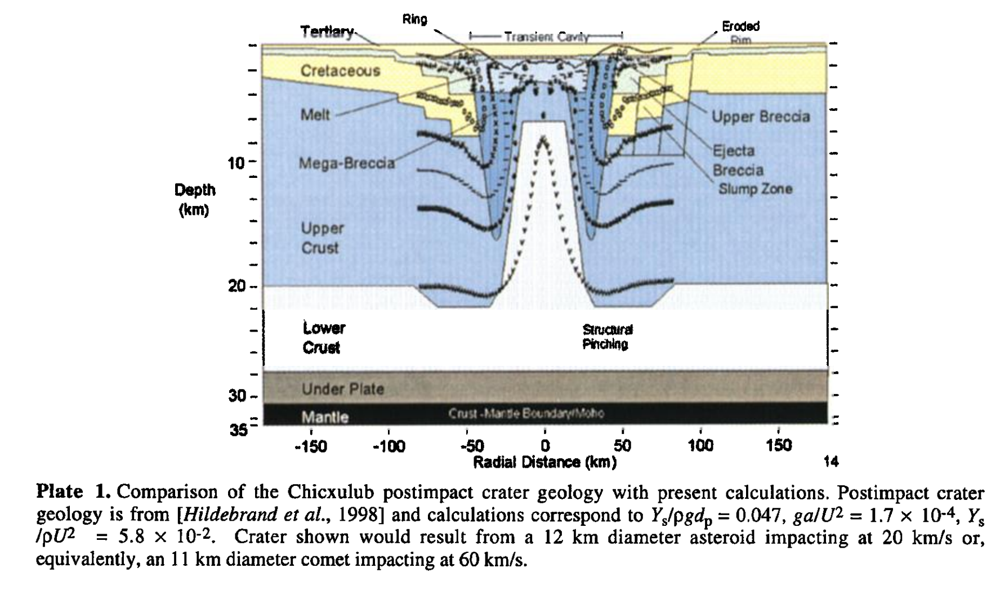 Ring
Tertiary
Eroded
Rim
Transient Cavity
Cretaceous
Melt
Upper Breccia
Mega-Breccia
Ejecta
Breccia
Slump Zone
10
Depth
(km)
Upper
Crust
20
Lower
Crust
Structural
Pinching
Under Plate
30
Mantle
Crust-Mantle Boundary/Moho
35
-150 -100 -50 0 50 100 150
Radial Distance (km) 14
Plate 1. Comparison of the Chicxulub postimpact crater geology with present calculations. Postimpact crater
geology is from [Hildebrand et al., 1998] and calculations correspond to Ys/ρgdp = 0.047, ga/U² = 1.7 × 10-4, Ys
/ρU² = 5.8 × 10-2. Crater shown would result from a 12 km diameter asteroid impacting at 20 km/s or,
equivalently, an 11 km diameter comet impacting at 60 km/s.